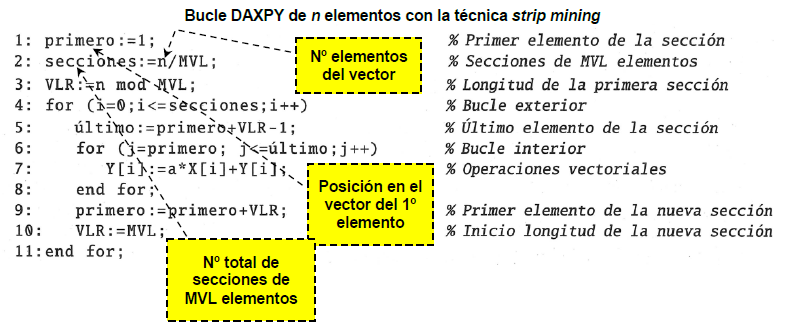 Bucle DAXPY de n elementos con la técnica strip mining
1: primero:=1; % Primer elemento de la sección
2: secciones:=n/MVL; % Secciones de MVL elementos
3: VLR:=n mod MVL; % Longitud de la primera sección
4: for (i=0;i<=secciones;i++) % Bucle exterior
5: último:=primero+VLR-1; % Último elemento de la sección
6: for (j=primero; j<=último;j++) % Bucle interior
7: Y[i]:=a*X[i]+Y[i]; % Operaciones vectoriales
8: end for;
9: primero:=primero+VLR; % Primer elemento de la nueva sección
10: VLR:=MVL; % Inicio longitud de la nueva sección
11:end for;
Nº elementos
del vector
Posición en el
vector del 1º
elemento
Nº total de
secciones de
MVL elementos